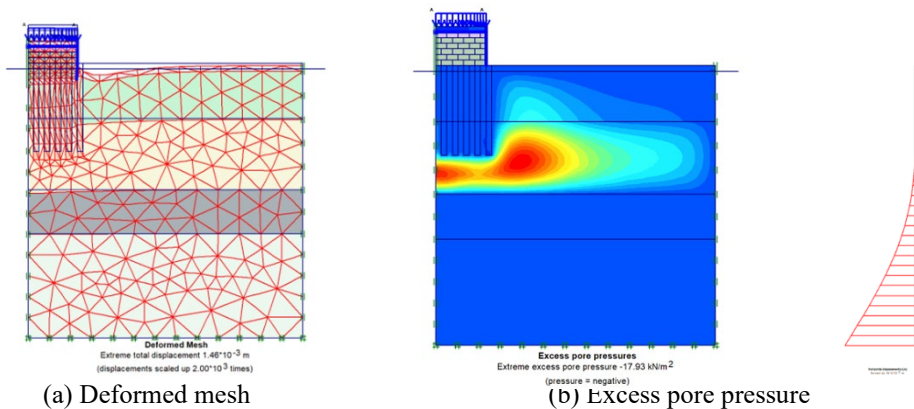 A A
Deformed Mesh
Extreme total displacement 1.46*10-3 m
(displacements scaled up 2.00*103 times)
(a) Deformed mesh
Excess pore pressures
Extreme excess pore pressure -17.93 kN/m2
(pressure = negative)
(b) Excess pore pressure